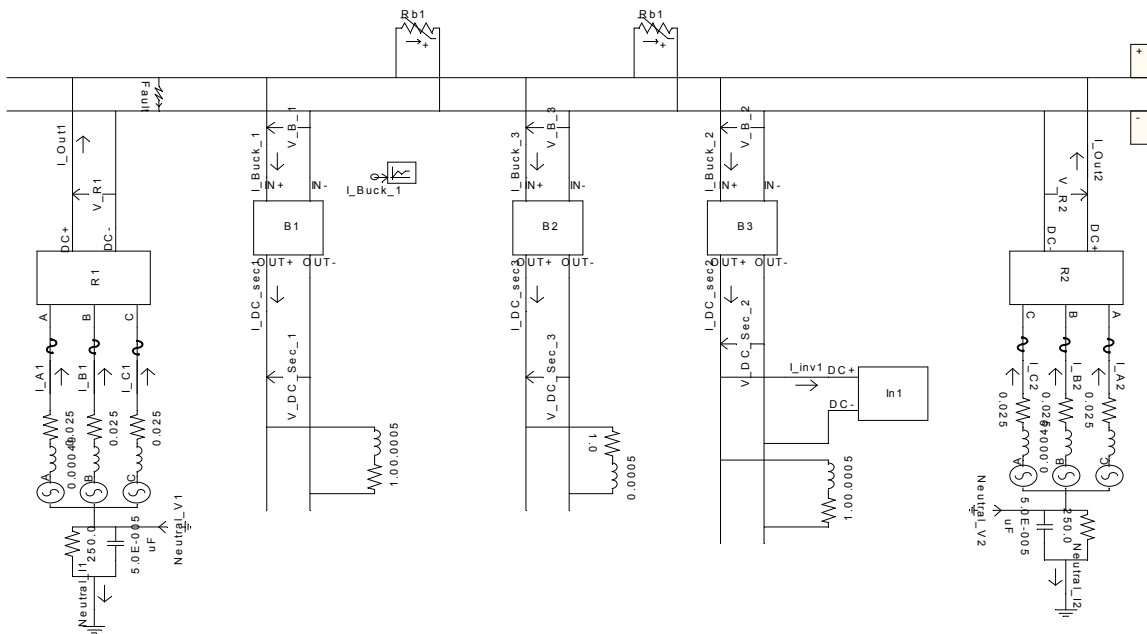 Rb1
Rb1
+
+
+
-
Fault
I_Out1
V_R1
DC+
DC-
R1
A
B
C
I_A1
I_B1
I_C1
0.025
0.025
0.025
A
B
C
Neutral_V1
250.0
5.0E-005
uF
Neutral_I1
I_Buck_1
V_B_1
IN+
IN-
B1
OUT+
OUT-
I_DC_sec1
V_DC_Sec_1
1.0
0.0005
I_Buck_1
I_Buck_3
V_B_3
IN+
IN-
B2
OUT+
OUT-
I_DC_sec3
V_DC_Sec_3
1.0
0.0005
I_Buck_2
V_B_2
IN+
IN-
B3
OUT+
OUT-
I_DC_sec2
V_DC_Sec_2
I_inv1
DC+
DC-
In1
1.0
0.0005
I_Out2
V_R2
DC-
DC+
R2
C
B
A
I_C2
I_B2
I_A2
0.025
0.025
0.025
A
B
C
Neutral_V2
5.0E-005
uF
250.0
Neutral_I2